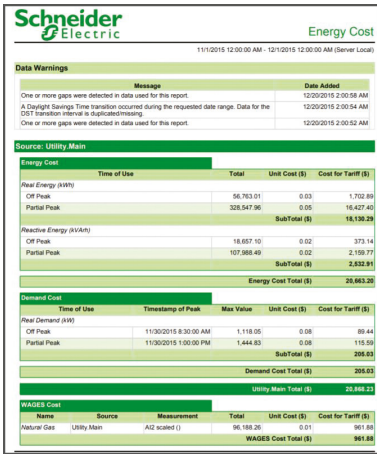 Schneider
Electric
Energy Cost
11/1/2015 12:00:00 AM - 12/1/2015 12:00:00 AM (Server Local)
Data Warnings
Message Date Added
One or more gaps were detected in data used for this report. 12/20/2015 2:00:58 AM
A Daylight Savings Time transition occurred during the requested date range. Data for the 12/20/2015 2:00:54 AM
DST transition interval is duplicated/missing.
One or more gaps were detected in data used for this report. 12/20/2015 2:00:52 AM
Source: Utility.Main
Energy Cost
Time of Use Total Unit Cost ($) Cost for Tariff ($)
Real Energy (kWh)
Off Peak 56,763.01 0.03 1,702.89
Partial Peak 328,547.96 0.05 16,427.40
SubTotal ($) 18,130.29
Reactive Energy (kVArh)
Off Peak 18,657.10 0.02 373.14
Partial Peak 107,988.49 0.02 2,159.77
SubTotal ($) 2,532.91
Energy Cost Total ($) 20,663.20
Demand Cost
Time of Use Timestamp of Peak Max Value Unit Cost ($) Cost for Tariff ($)
Real Demand (kW)
Off Peak 11/30/2015 8:30:00 AM 1,118.05 0.08 89.44
Partial Peak 11/30/2015 1:00:00 PM 1,444.83 0.08 115.59
SubTotal ($) 205.03
Demand Cost Total ($) 205.03
Utility.Main Total ($) 20,868.23
WAGES Cost
Name Source Measurement Total Unit Cost ($) Cost for Tariff ($)
Natural Gas Utility.Main AI2 scaled () 96,188.26 0.01 961.88
WAGES Cost Total ($) 961.88